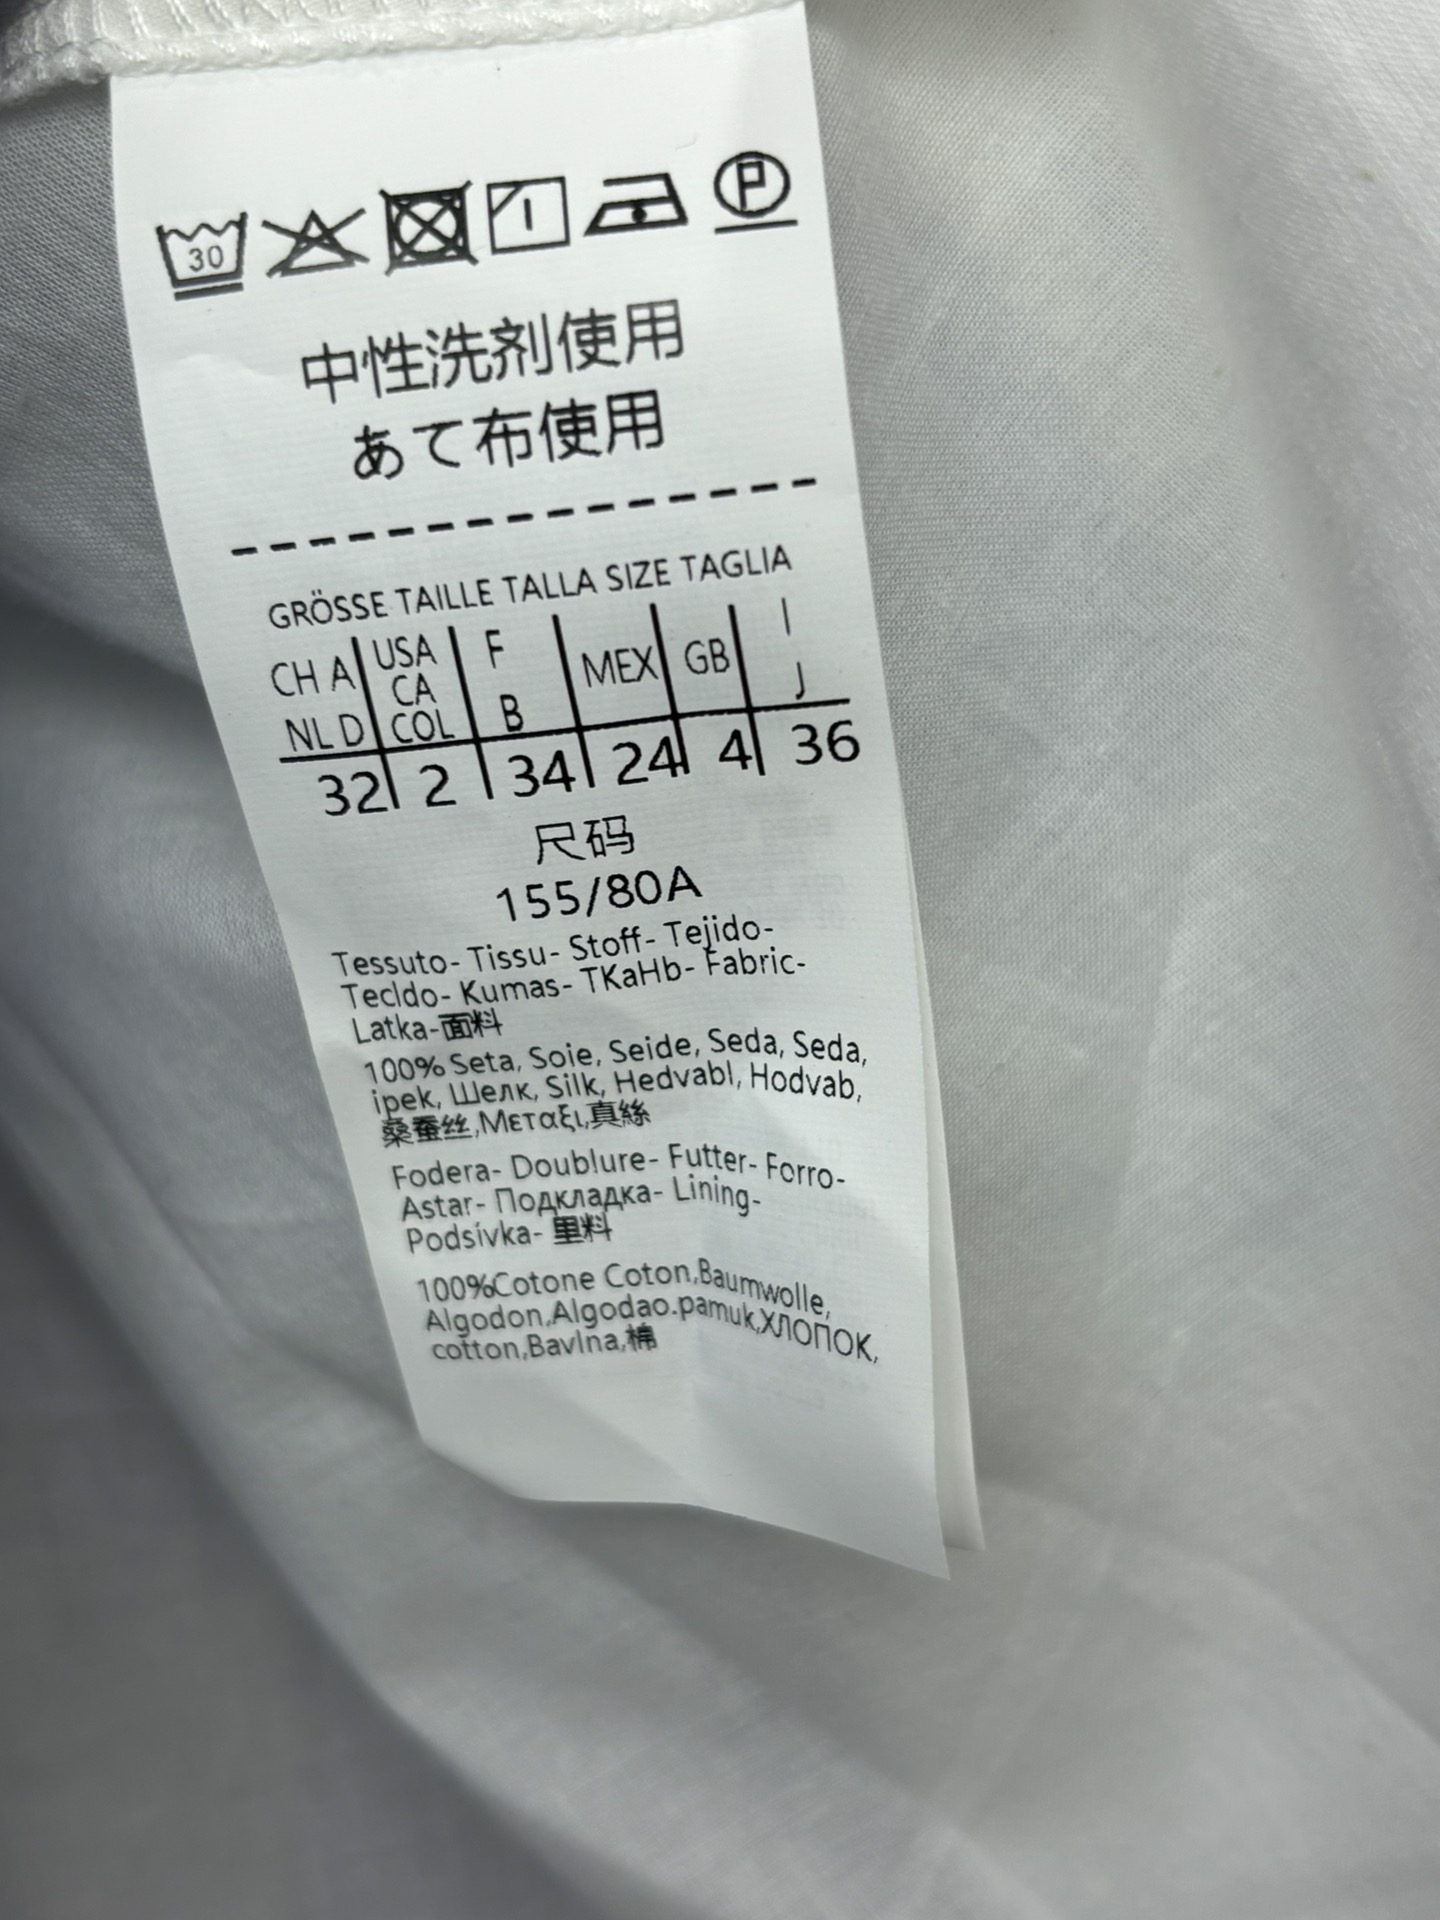 30
P
中性洗剂使用
あて布使用
GRÖSSE TAILLE TALLA SIZE TAGLIA
CH A NL D | USA CA COL | F B | MEX | GB | I J
32 | 2 | 34 | 24 | 4 | 36
尺码
155/80A
Tessuto- Tissu- Stoff- Tejido-
Tecldo- Kumas- TKaHb- Fabric-
Latka-面料
100% Seta, Soie, Seide, Seda, Seda,
ipek, Шелк, Silk, Hedvabl, Hodvab,
桑蚕丝,Μεταξι,真絲
Fodera- Doublure- Futter- Forro-
Astar- Подкладка- Lining-
Podsívka- 里料
100%Cotone Coton,Baumwolle,
Algodon,Algodao.pamuk,ХЛОПОК,
cotton,Bavlna,棉